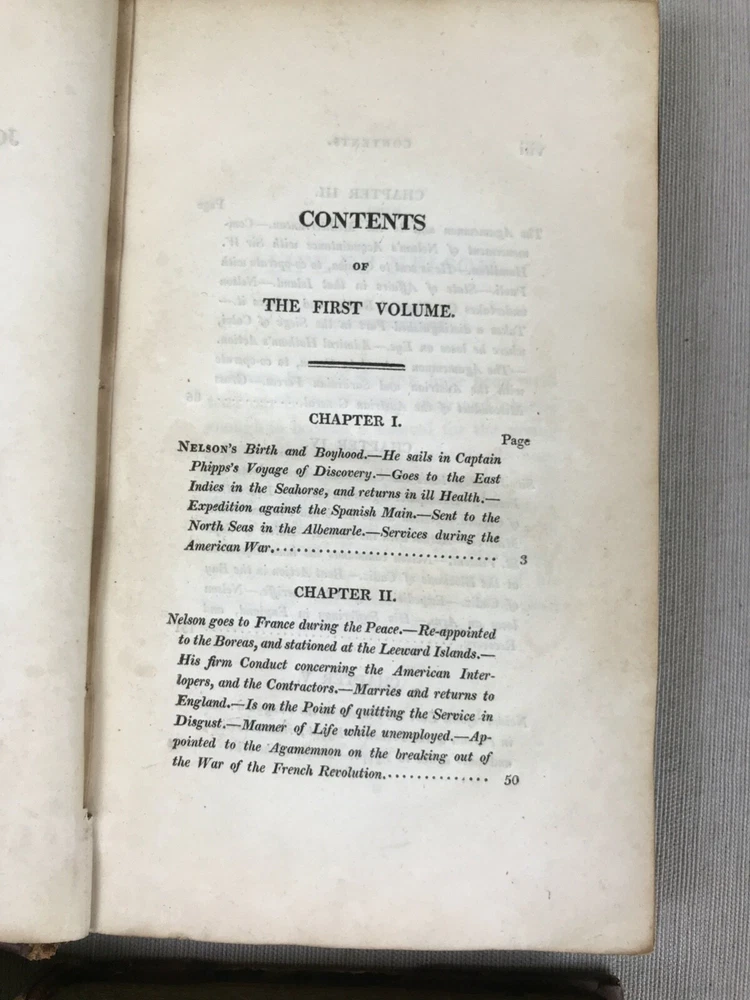 CONTENTS
OF
THE FIRST VOLUME.
CHAPTER I.
Page
NELSON'S Birth and Boyhood.—He sails in Captain
Phipps's Voyage of Discovery.—Goes to the East
Indies in the Seahorse, and returns in ill Health.—
Expedition against the Spanish Main.—Sent to the
North Seas in the Albemarle.—Services during the
American War................................ 3
CHAPTER II.
Nelson goes to France during the Peace.—Re-appointed
to the Boreas, and stationed at the Leeward Islands.—
His firm Conduct concerning the American Inter-
lopers, and the Contractors.—Marries and returns to
England.—Is on the Point of quitting the Service in
Disgust.—Manner of Life while unemployed.—Ap-
pointed to the Agamemnon on the breaking out of
the War of the French Revolution............... 50